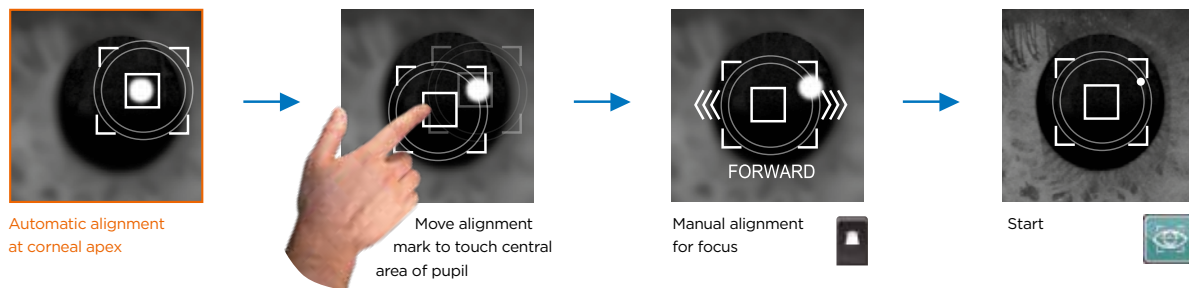 FORWARD
Automatic alignment
at corneal apex
Move alignment
mark to touch central
area of pupil
Manual alignment
for focus
Start